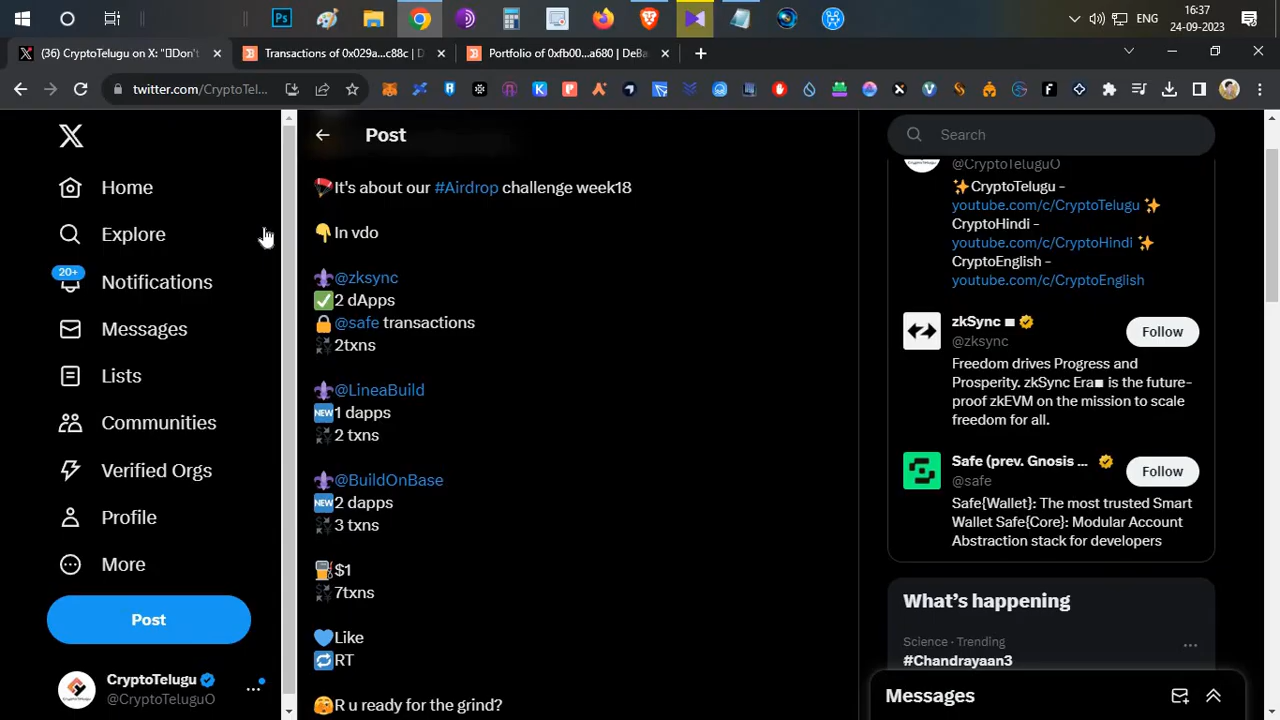 Ps
16:37
ENG
24-09-2023
(36) CryptoTelugu on X: "▯Don't
Transactions of 0x029a...c88c | D
Portfolio of 0xfb00...a680 | DeBa
twitter.com/CryptoTel...
Home
Explore
20+
Notifications
Messages
Lists
Communities
Verified Orgs
Profile
More
Post
CryptoTelugu
@CryptoTeluguO
Post
It's about our #Airdrop challenge week18
In vdo
@zksync
2 dApps
@safe transactions
2txns
@LineaBuild
NEW 1 dapps
2 txns
@BuildOnBase
NEW 2 dapps
3 txns
$1
7txns
Like
RT
R u ready for the grind?
Search
@CryptoTeluguO
CryptoTelugu -
youtube.com/c/CryptoTelugu
CryptoHindi -
youtube.com/c/CryptoHindi
CryptoEnglish -
youtube.com/c/CryptoEnglish
zkSync ∎
@zksync
Follow
Freedom drives Progress and
Prosperity. zkSync Era∎ is the future-
proof zkEVM on the mission to scale
freedom for all.
Safe (prev. Gnosis ...
@safe
Follow
Safe{Wallet}: The most trusted Smart
Wallet Safe{Core}: Modular Account
Abstraction stack for developers
What's happening
Science · Trending
#Chandrayaan3
Messages